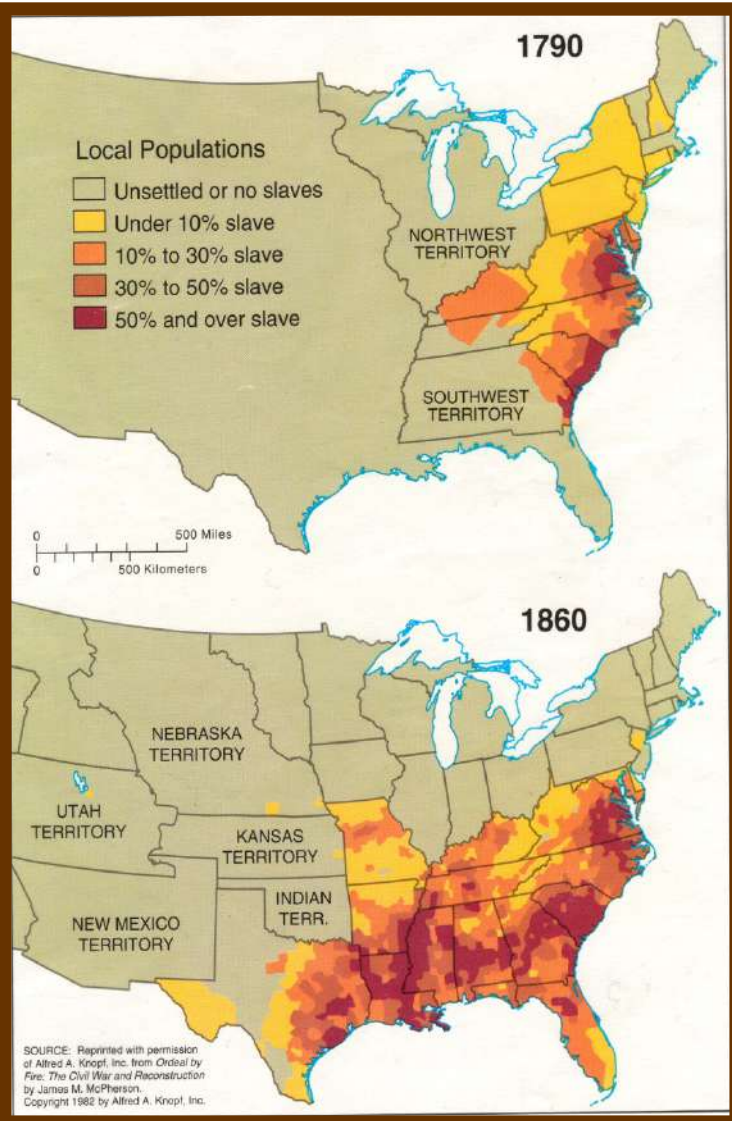 1790
Local Populations
Unsettled or no slaves
Under 10% slave
10% to 30% slave
30% to 50% slave
50% and over slave
NORTHWEST
TERRITORY
SOUTHWEST
TERRITORY
0 500 Miles
0 500 Kilometers
1860
NEBRASKA
TERRITORY
UTAH
TERRITORY
KANSAS
TERRITORY
INDIAN
TERR.
NEW MEXICO
TERRITORY
SOURCE: Reprinted with permission
of Alfred A. Knopf, Inc. from Ordeal by
Fire: The Civil War and Reconstruction
by James M. McPherson.
Copyright 1982 by Alfred A. Knopf, Inc.